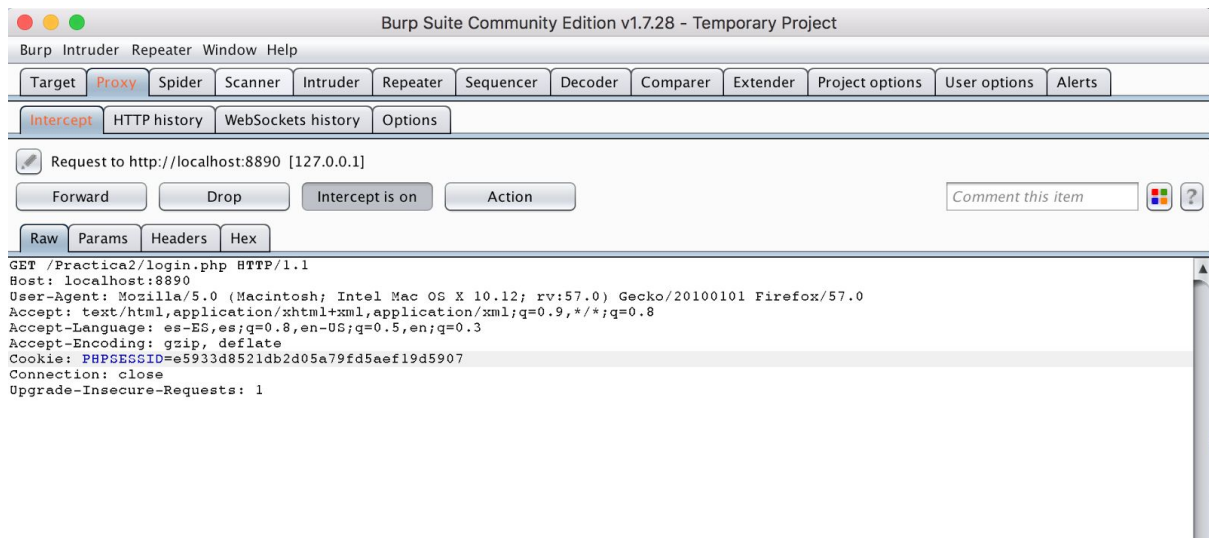 Burp Suite Community Edition v1.7.28 - Temporary Project
Burp Intruder Repeater Window Help
Target Proxy Spider Scanner Intruder Repeater Sequencer Decoder Comparer Extender Project options User options Alerts
Intercept HTTP history WebSockets history Options
Request to http://localhost:8890 [127.0.0.1]
Forward Drop Intercept is on Action Comment this item ?
Raw Params Headers Hex
GET /Practica2/login.php HTTP/1.1
Host: localhost:8890
User-Agent: Mozilla/5.0 (Macintosh; Intel Mac OS X 10.12; rv:57.0) Gecko/20100101 Firefox/57.0
Accept: text/html,application/xhtml+xml,application/xml;q=0.9,*/*;q=0.8
Accept-Language: es-ES,es;q=0.8,en-US;q=0.5,en;q=0.3
Accept-Encoding: gzip, deflate
Cookie: PHPSESSID=e5933d8521db2d05a79fd5aef19d5907
Connection: close
Upgrade-Insecure-Requests: 1